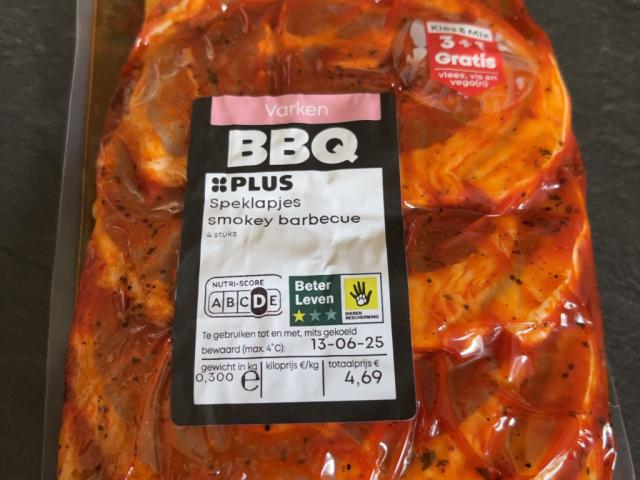 Kies & Mix
3 + 1
Gratis
vlees, vis en
vega(n)
Varken
BBQ
PLUS
Speklapjes
smokey barbecue
4 stuks
NUTRI-SCORE
A B C D E
Beter
Leven
DIEREN
BESCHERMING
Te gebruiken tot en met, mits gekoeld
bewaard (max. 4°C): 13-06-25
gewicht in kg kiloprijs €/kg totaalprijs €
0,300 e 4,69